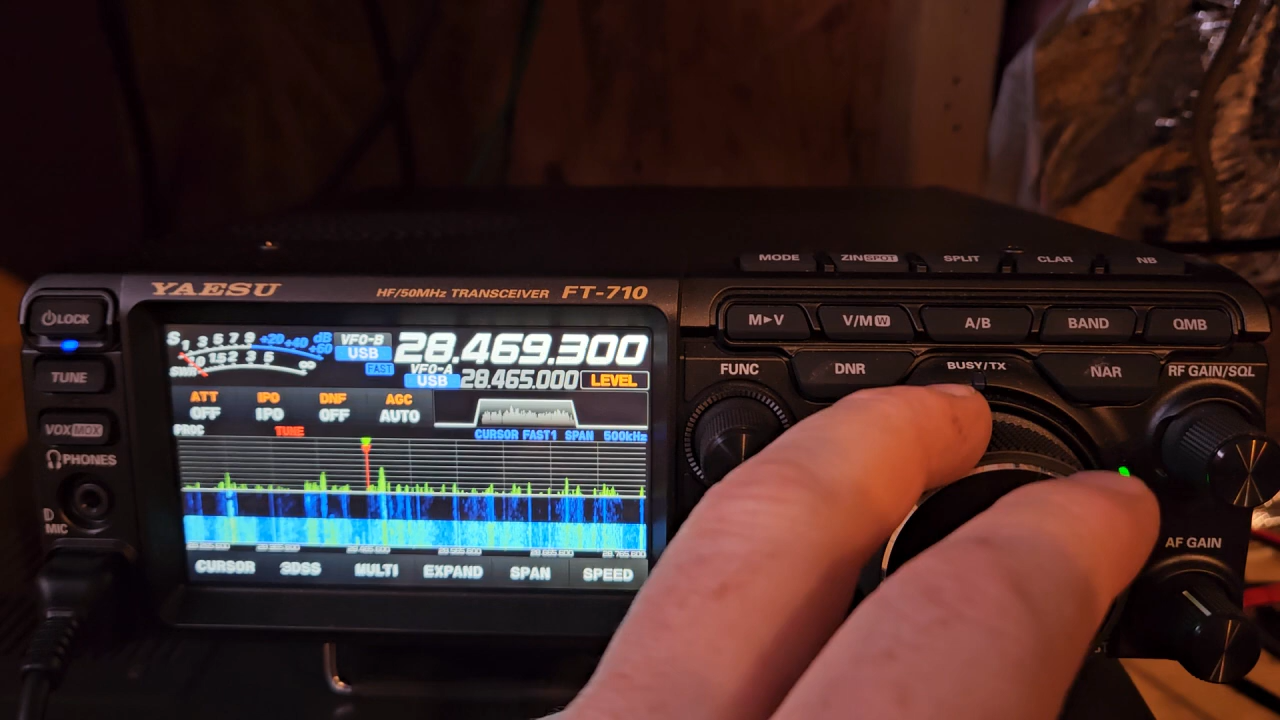 MODE ZIN SPOT SPLIT CLAR NB
YAESU HF/50MHz TRANSCEIVER FT-710
LOCK
TUNE
VOX MOX
PHONES
MIC
M►V V/M W A/B BAND QMB
FUNC DNR BUSY/TX NAR RF GAIN/SQL
AF GAIN
S 1 3 5 7 9 +20 +40 +60 dB
VFO-B USB 28.469.300
FAST VFO-A USB 28.465.000 LEVEL
ATT IPO DNF AGC
OFF IPO OFF AUTO
PROC TUNE
CURSOR FAST1 SPAN 500kHz
CURSOR 3DSS MULTI EXPAND SPAN SPEED